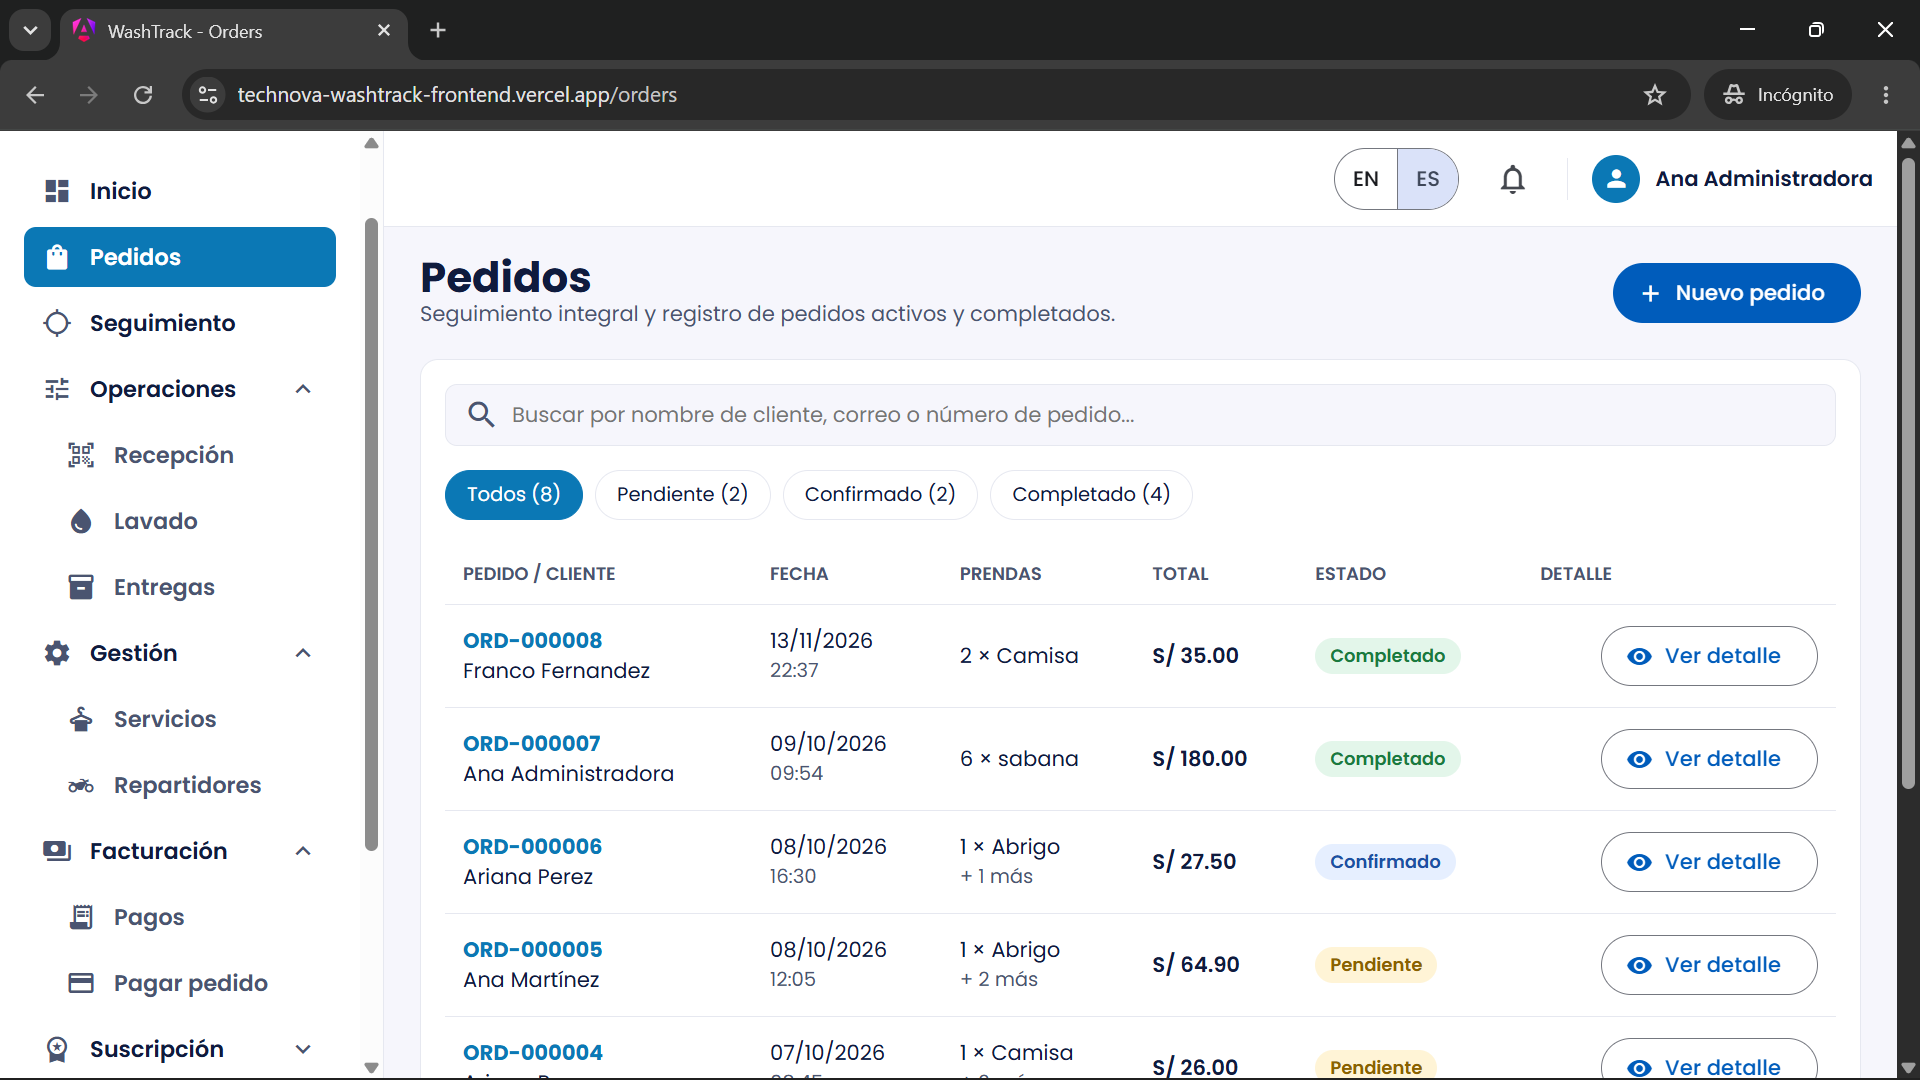 WashTrack - Orders
technova-washtrack-frontend.vercel.app/orders
Incógnito
Inicio
Pedidos
Seguimiento
Operaciones
Recepción
Lavado
Entregas
Gestión
Servicios
Repartidores
Facturación
Pagos
Pagar pedido
Suscripción
EN ES
Ana Administradora
Pedidos
Seguimiento integral y registro de pedidos activos y completados.
+ Nuevo pedido
Buscar por nombre de cliente, correo o número de pedido...
Todos (8) Pendiente (2) Confirmado (2) Completado (4)
PEDIDO / CLIENTE FECHA PRENDAS TOTAL ESTADO DETALLE
ORD-000008 13/11/2026 2 × Camisa S/ 35.00 Completado Ver detalle
Franco Fernandez 22:37
ORD-000007 09/10/2026 6 × sabana S/ 180.00 Completado Ver detalle
Ana Administradora 09:54
ORD-000006 08/10/2026 1 × Abrigo S/ 27.50 Confirmado Ver detalle
Ariana Perez 16:30 + 1 más
ORD-000005 08/10/2026 1 × Abrigo S/ 64.90 Pendiente Ver detalle
Ana Martínez 12:05 + 2 más
ORD-000004 07/10/2026 1 × Camisa S/ 26.00 Pendiente Ver detalle